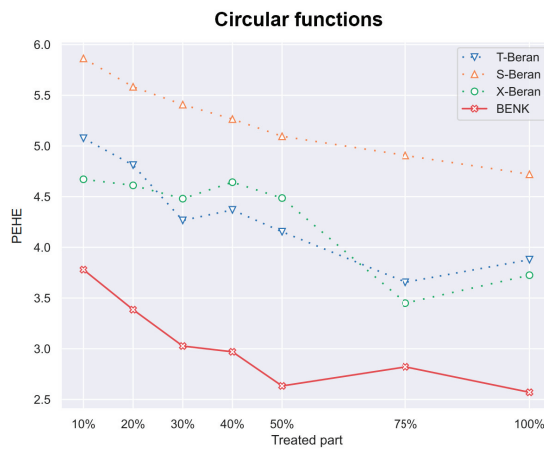 Circular functions
6.0
5.5
5.0
4.5
4.0
3.5
3.0
2.5
PEHE
T-Beran
S-Beran
X-Beran
BENK
10% 20% 30% 40% 50% 75% 100%
Treated part